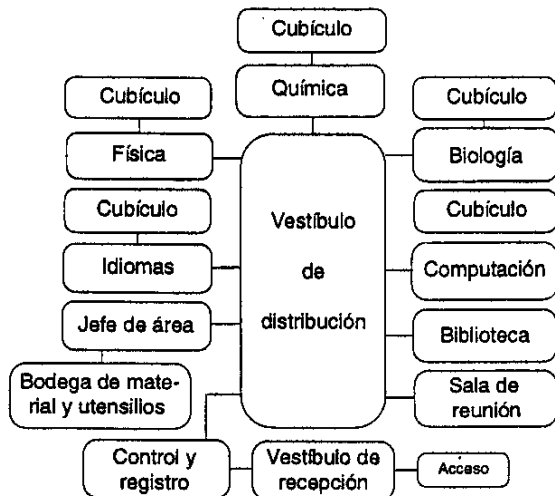 Cubículo
Química
Cubículo
Física
Cubículo
Biología
Cubículo
Idiomas
Cubículo
Computación
Vestíbulo
de
distribución
Jefe de área
Biblioteca
Bodega de mate-
rial y utensilios
Sala de
reunión
Control y
registro
Vestíbulo de
recepción
Acceso